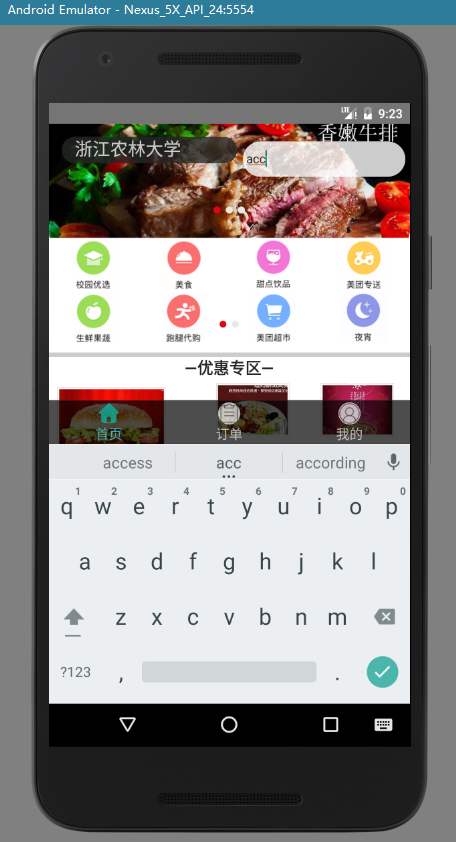 Android Emulator - Nexus_5X_API_24:5554
LTE 9:23
香嫩牛排
浙江农林大学
acc
校园优选 美食 甜点饮品 美团专送
生鲜果蔬 跑腿代购 美团超市 夜宵
—优惠专区—
首页 订单 我的
access acc according
1 2 3 4 5 6 7 8 9 0
q w e r t y u i o p
a s d f g h j k l
z x c v b n m
?123 , .